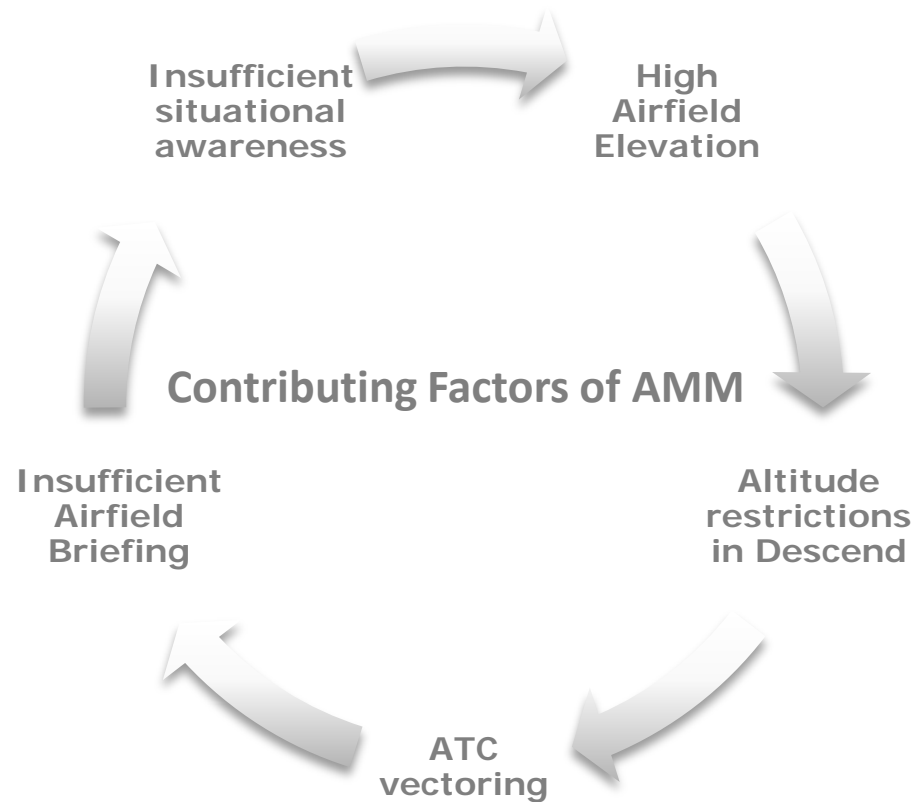 Insufficient
situational
awareness
High
Airfield
Elevation
Contributing Factors of AMM
Insufficient
Airfield
Briefing
Altitude
restrictions
in Descend
ATC
vectoring